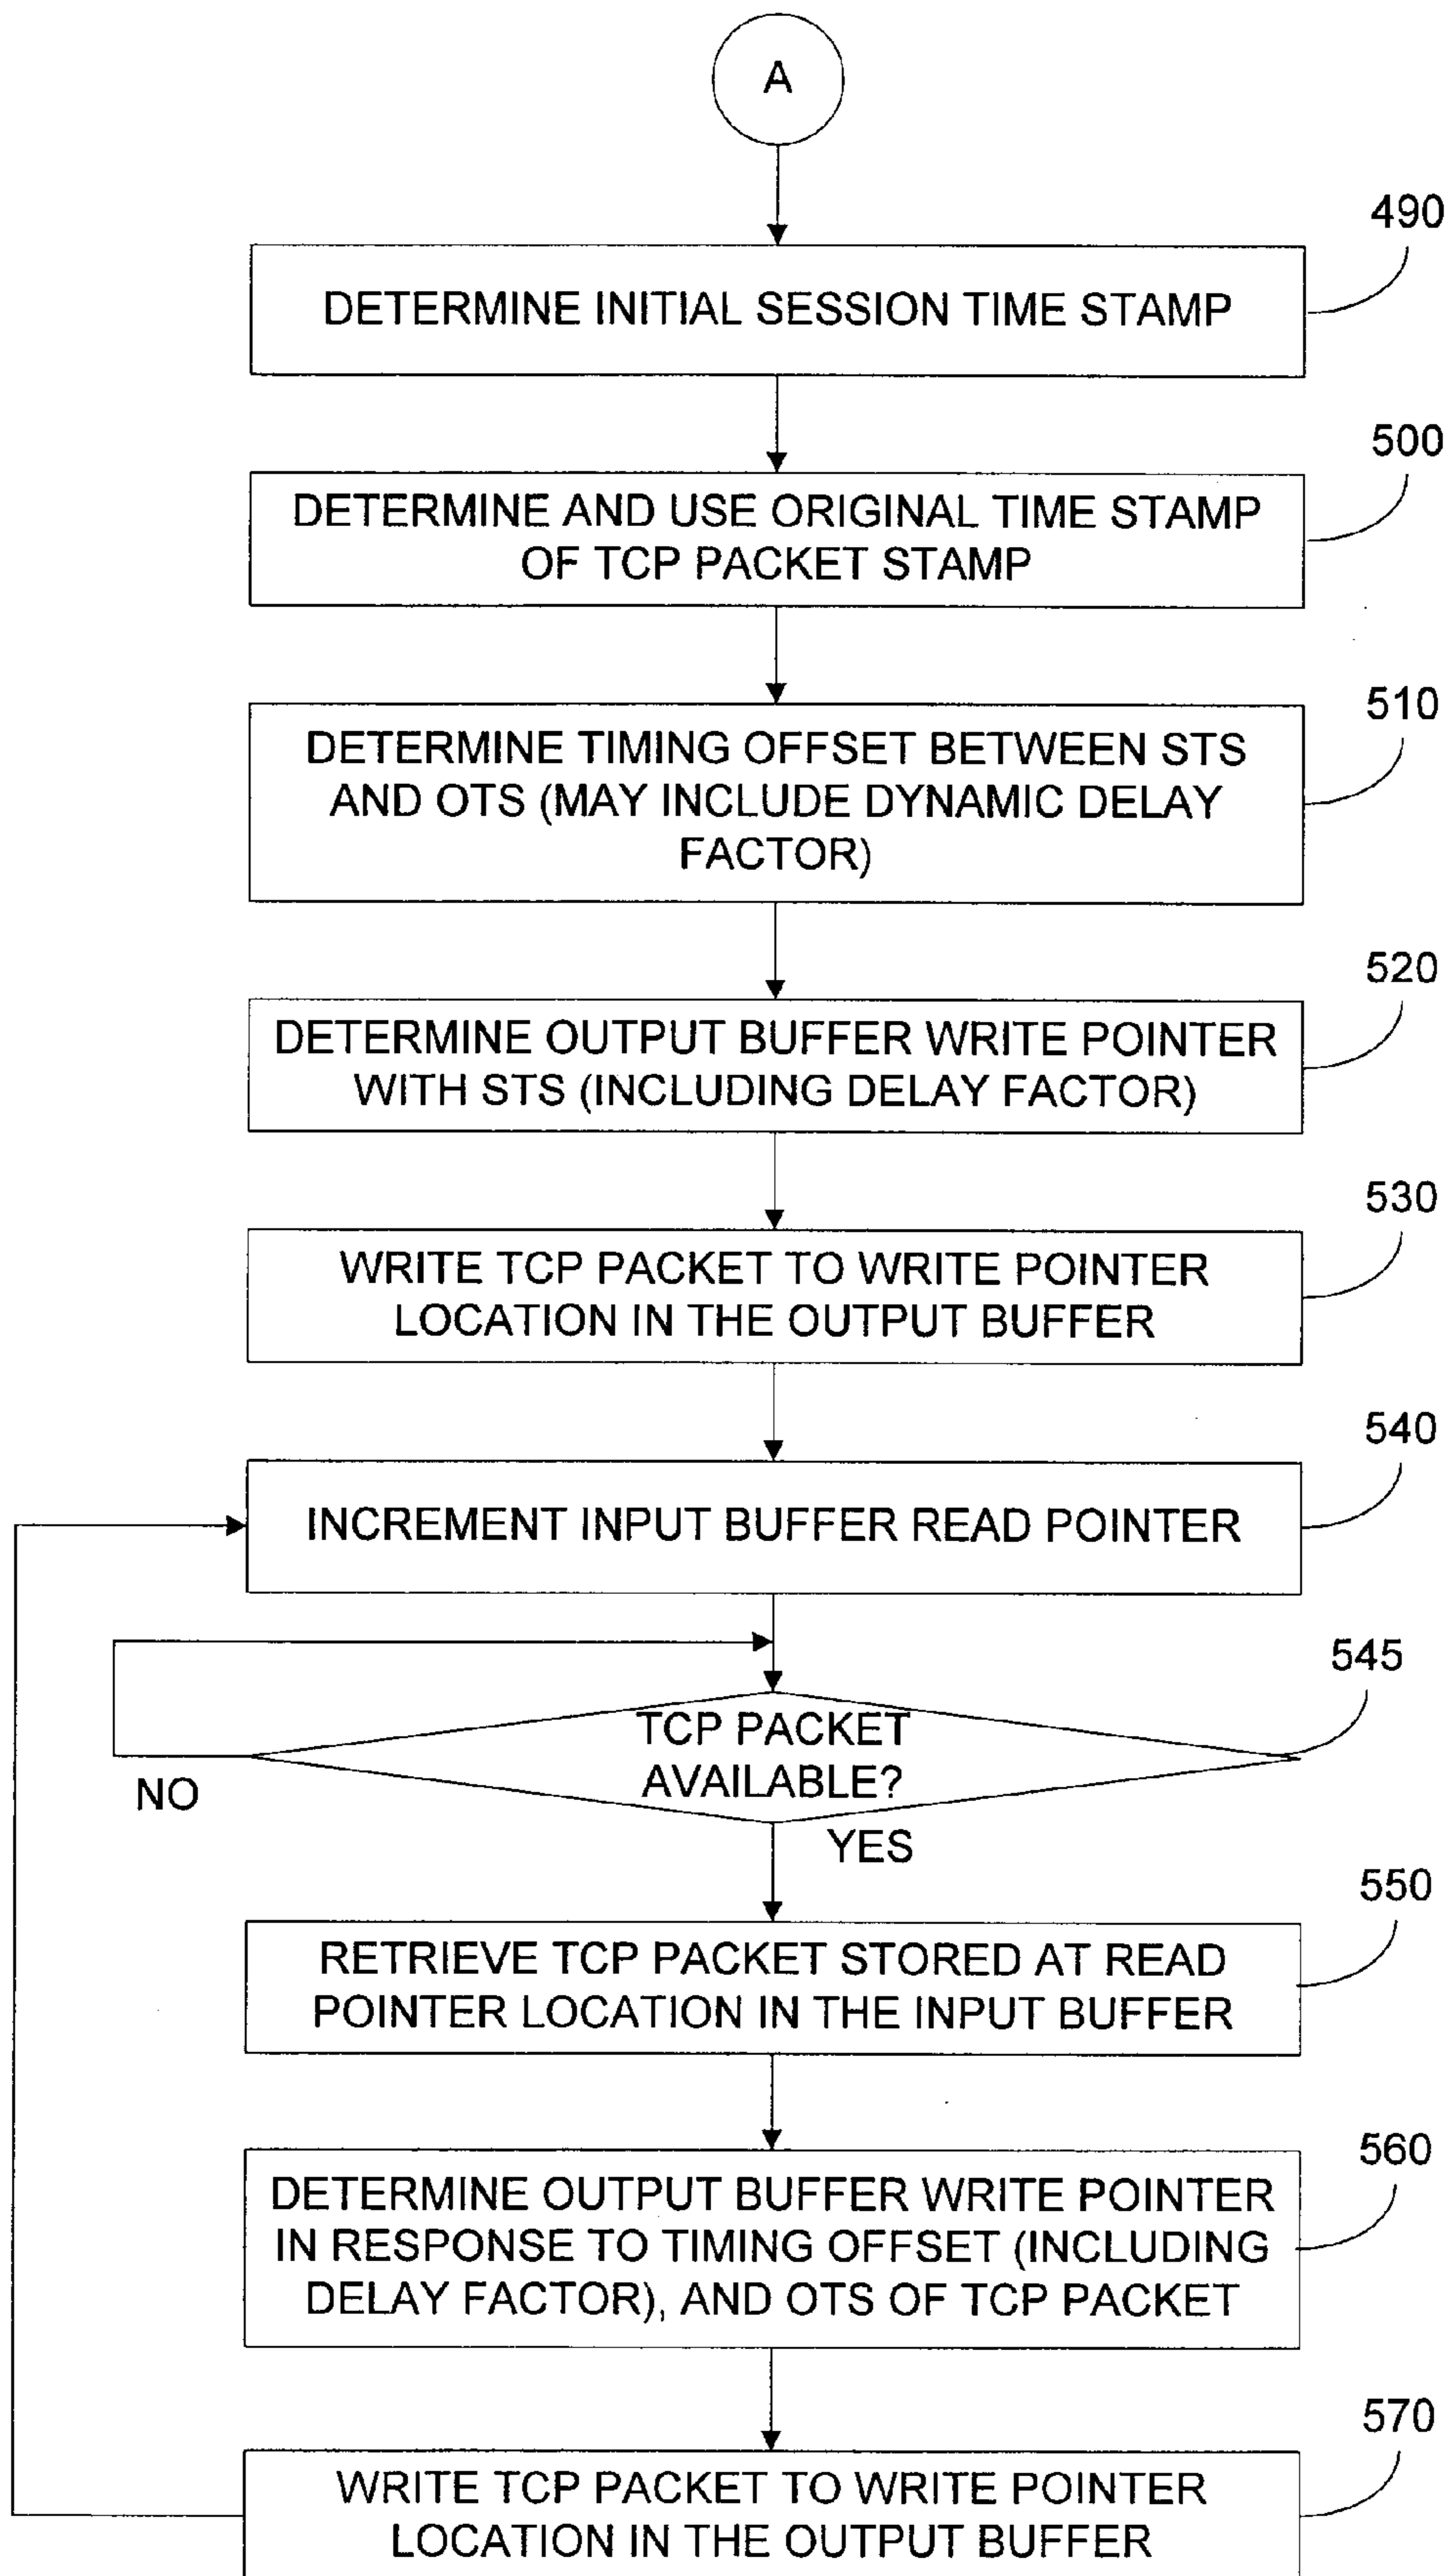 A
490
DETERMINE INITIAL SESSION TIME STAMP
500
DETERMINE AND USE ORIGINAL TIME STAMP
OF TCP PACKET STAMP
510
DETERMINE TIMING OFFSET BETWEEN STS
AND OTS (MAY INCLUDE DYNAMIC DELAY
FACTOR)
520
DETERMINE OUTPUT BUFFER WRITE POINTER
WITH STS (INCLUDING DELAY FACTOR)
530
WRITE TCP PACKET TO WRITE POINTER
LOCATION IN THE OUTPUT BUFFER
540
INCREMENT INPUT BUFFER READ POINTER
545
TCP PACKET
AVAILABLE?
NO
YES
550
RETRIEVE TCP PACKET STORED AT READ
POINTER LOCATION IN THE INPUT BUFFER
560
DETERMINE OUTPUT BUFFER WRITE POINTER
IN RESPONSE TO TIMING OFFSET (INCLUDING
DELAY FACTOR), AND OTS OF TCP PACKET
570
WRITE TCP PACKET TO WRITE POINTER
LOCATION IN THE OUTPUT BUFFER